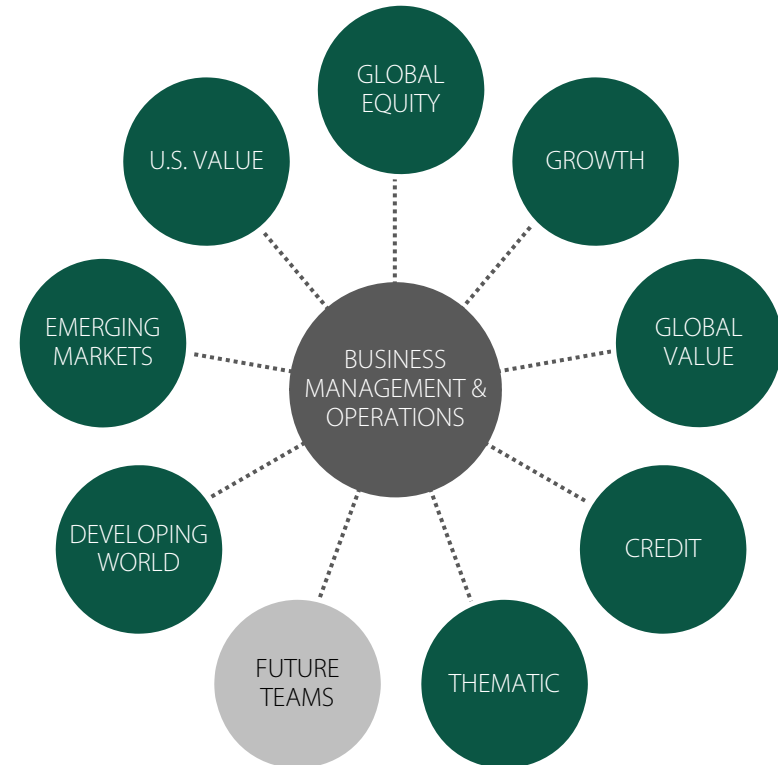 GLOBAL
EQUITY
U.S. VALUE
GROWTH
EMERGING
MARKETS
GLOBAL
VALUE
BUSINESS
MANAGEMENT &
OPERATIONS
DEVELOPING
WORLD
CREDIT
FUTURE
TEAMS
THEMATIC